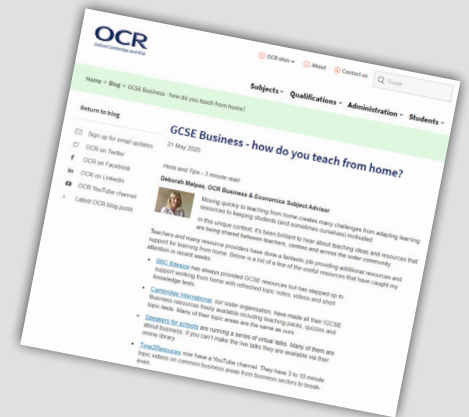 OCR
Oxford Cambridge and RSA
OCR sites
About
Contact us
Google
Subjects
Qualifications
Administration
Students
Home > Blog > GCSE Business - how do you teach from home?
Return to blog
Sign up for email updates
OCR on Twitter
OCR on Facebook
OCR on LinkedIn
OCR YouTube channel
Latest OCR blog posts
GCSE Business - how do you teach from home?
21 May 2020
Hints and Tips - 3 minute read
Deborah Malpas, OCR Business & Economics Subject Advisor
Moving quickly to teaching from home creates many challenges from adapting learning
resources to keeping students (and sometimes ourselves) motivated.
In this unique context, it's been brilliant to hear about teaching ideas and resources that
are being shared between teachers, centres and across the wider community.
Teachers and many resource providers have done a fantastic job providing additional resources and
support for learning from home. Below is a list of a few of the useful resources that have caught my
attention in recent weeks.
• BBC Bitesize has always provided GCSE resources but has stepped up to
support working from home with refreshed topic notes, videos and short
knowledge tests.
• Cambridge International, our sister organisation, have made all their IGCSE
Business resources freely available including teaching packs, quizzes and
topic tests. Many of their topic areas are the same as ours.
• Speakers for schools are running a series of virtual talks. Many of them are
about business. If you can't make the live talks they are available via their
online library.
• Time2Resources now have a YouTube channel. They have 3 to 10 minute
topic videos on common business areas from business sectors to break-
even.